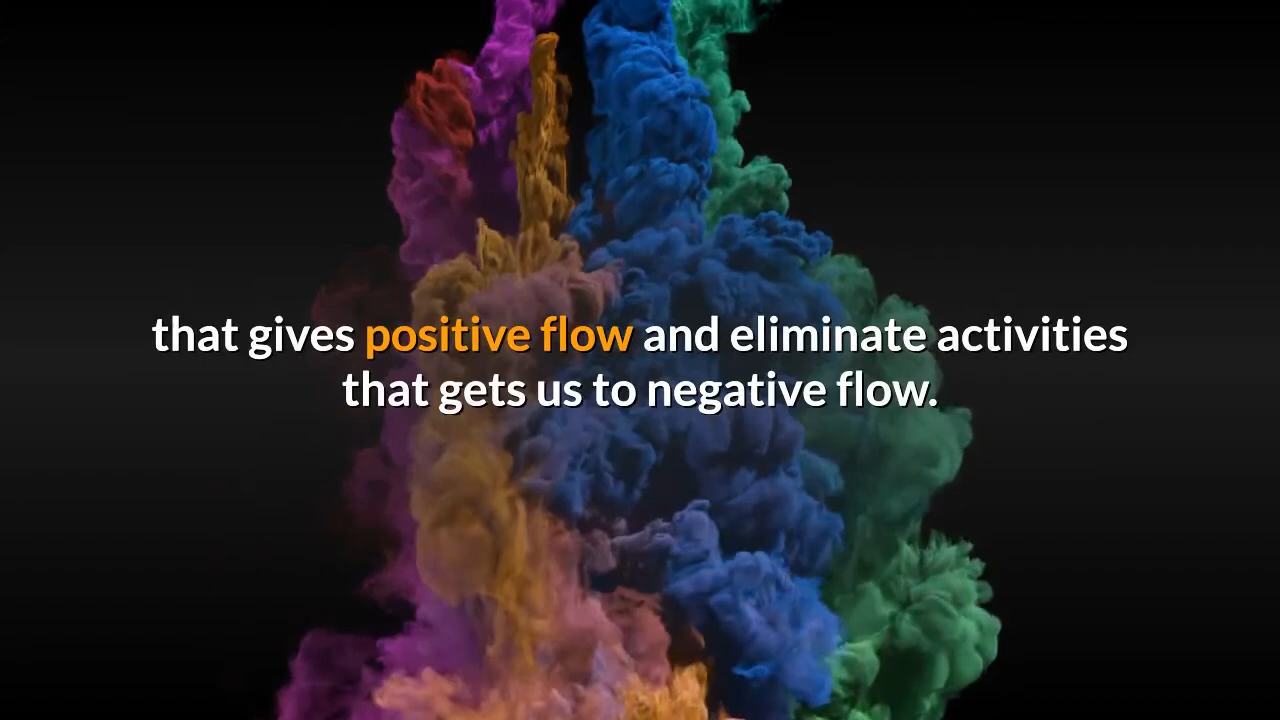 that gives positive flow and eliminate activities
that gets us to negative flow.